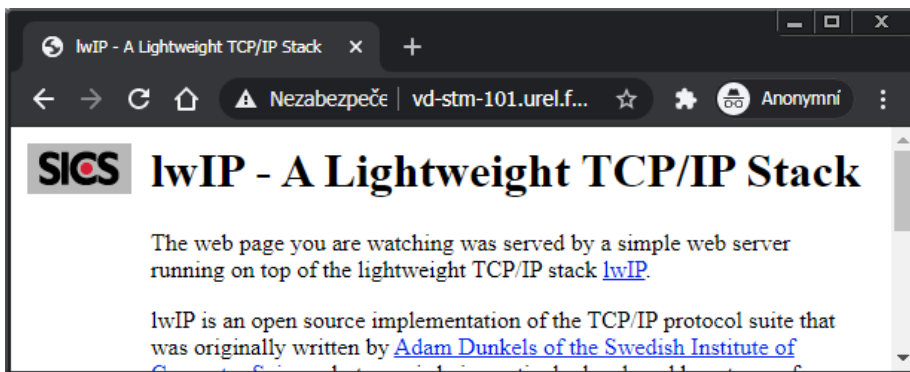 lwIP - A Lightweight TCP/IP Stack
Nezabezpeče vd-stm-101.urel.f... Anonymní
SICS lwIP - A Lightweight TCP/IP Stack
The web page you are watching was served by a simple web server
running on top of the lightweight TCP/IP stack lwIP.
lwIP is an open source implementation of the TCP/IP protocol suite that
was originally written by Adam Dunkels of the Swedish Institute of